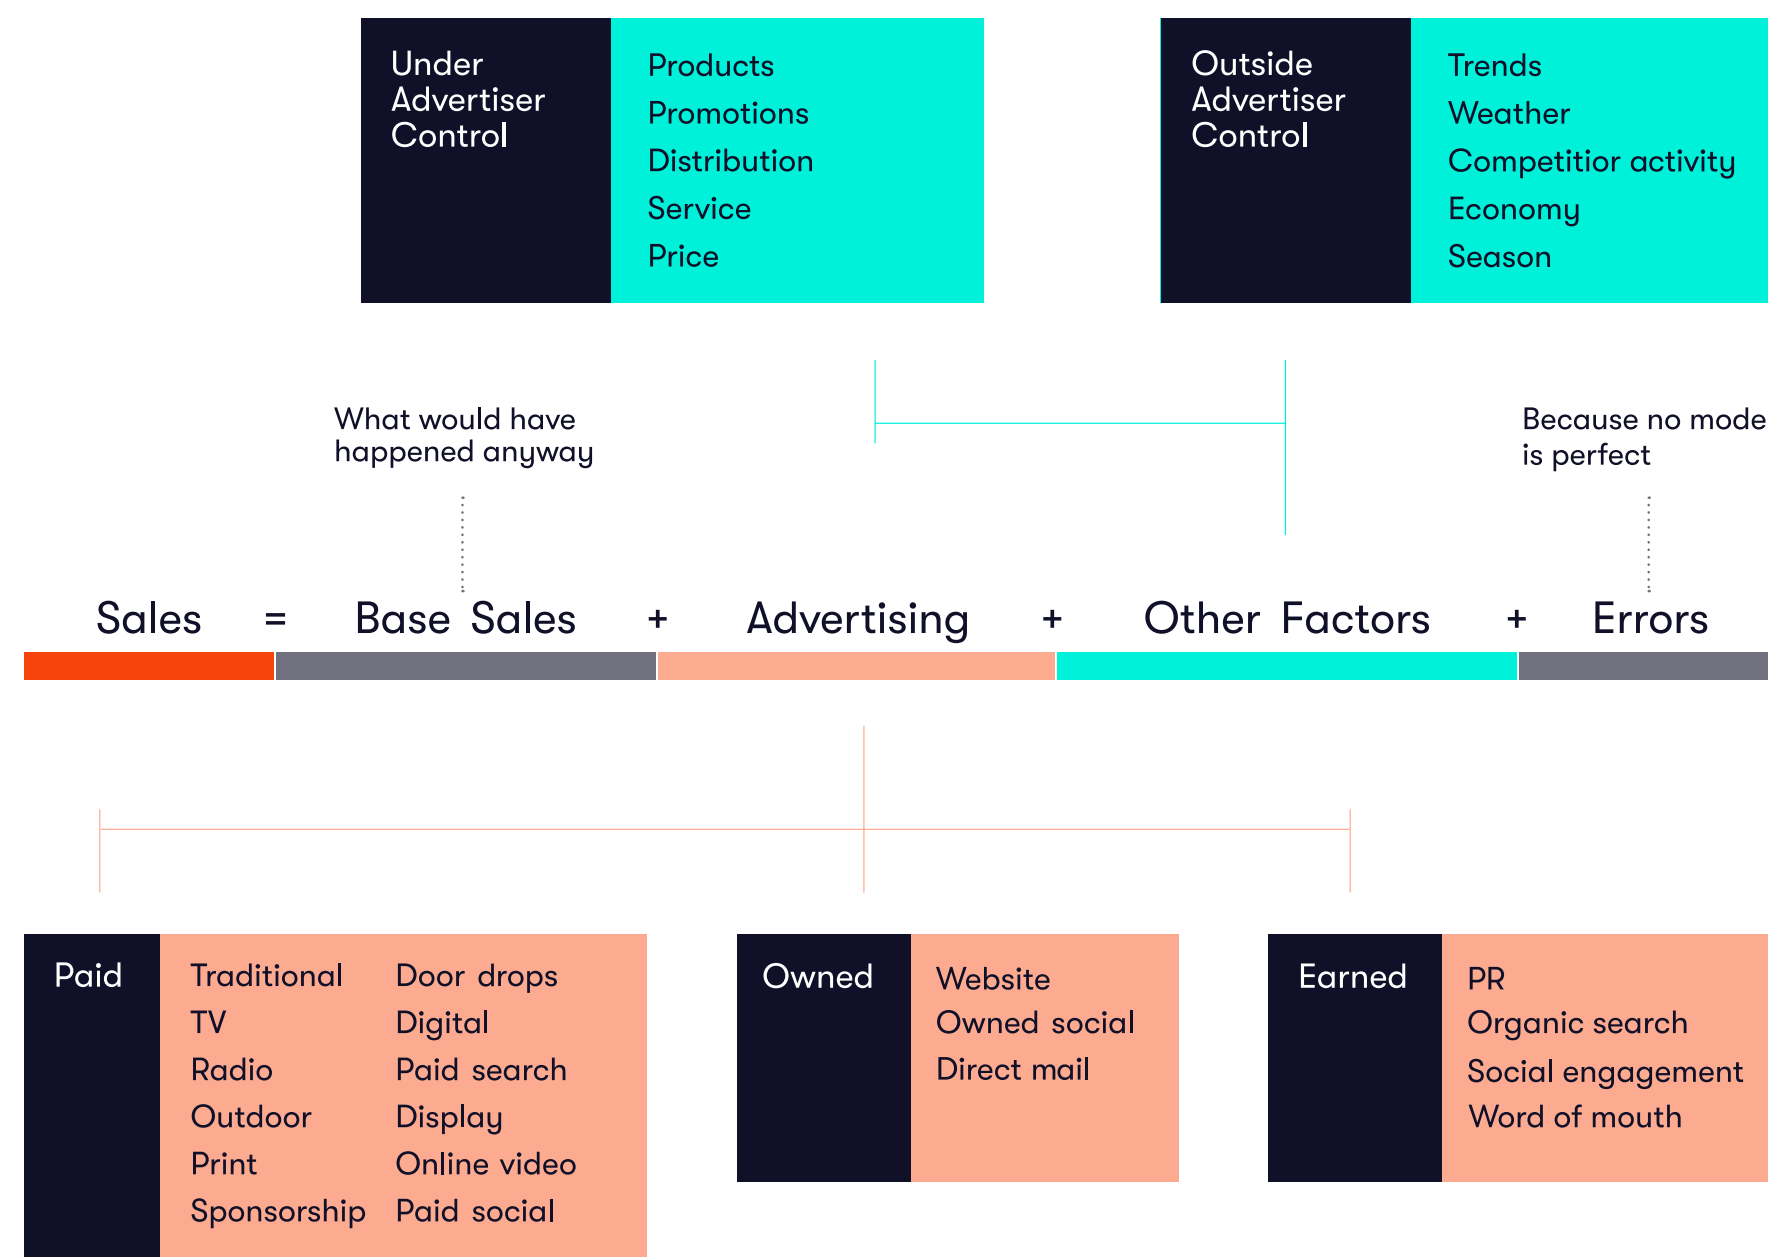 Under
Advertiser
Control
Products
Promotions
Distribution
Service
Price
Outside
Advertiser
Control
Trends
Weather
Competitior activity
Economy
Season
What would have
happened anyway
Because no mode
is perfect
Sales = Base Sales + Advertising + Other Factors + Errors
Paid
Traditional
TV
Radio
Outdoor
Print
Sponsorship
Door drops
Digital
Paid search
Display
Online video
Paid social
Owned
Website
Owned social
Direct mail
Earned
PR
Organic search
Social engagement
Word of mouth